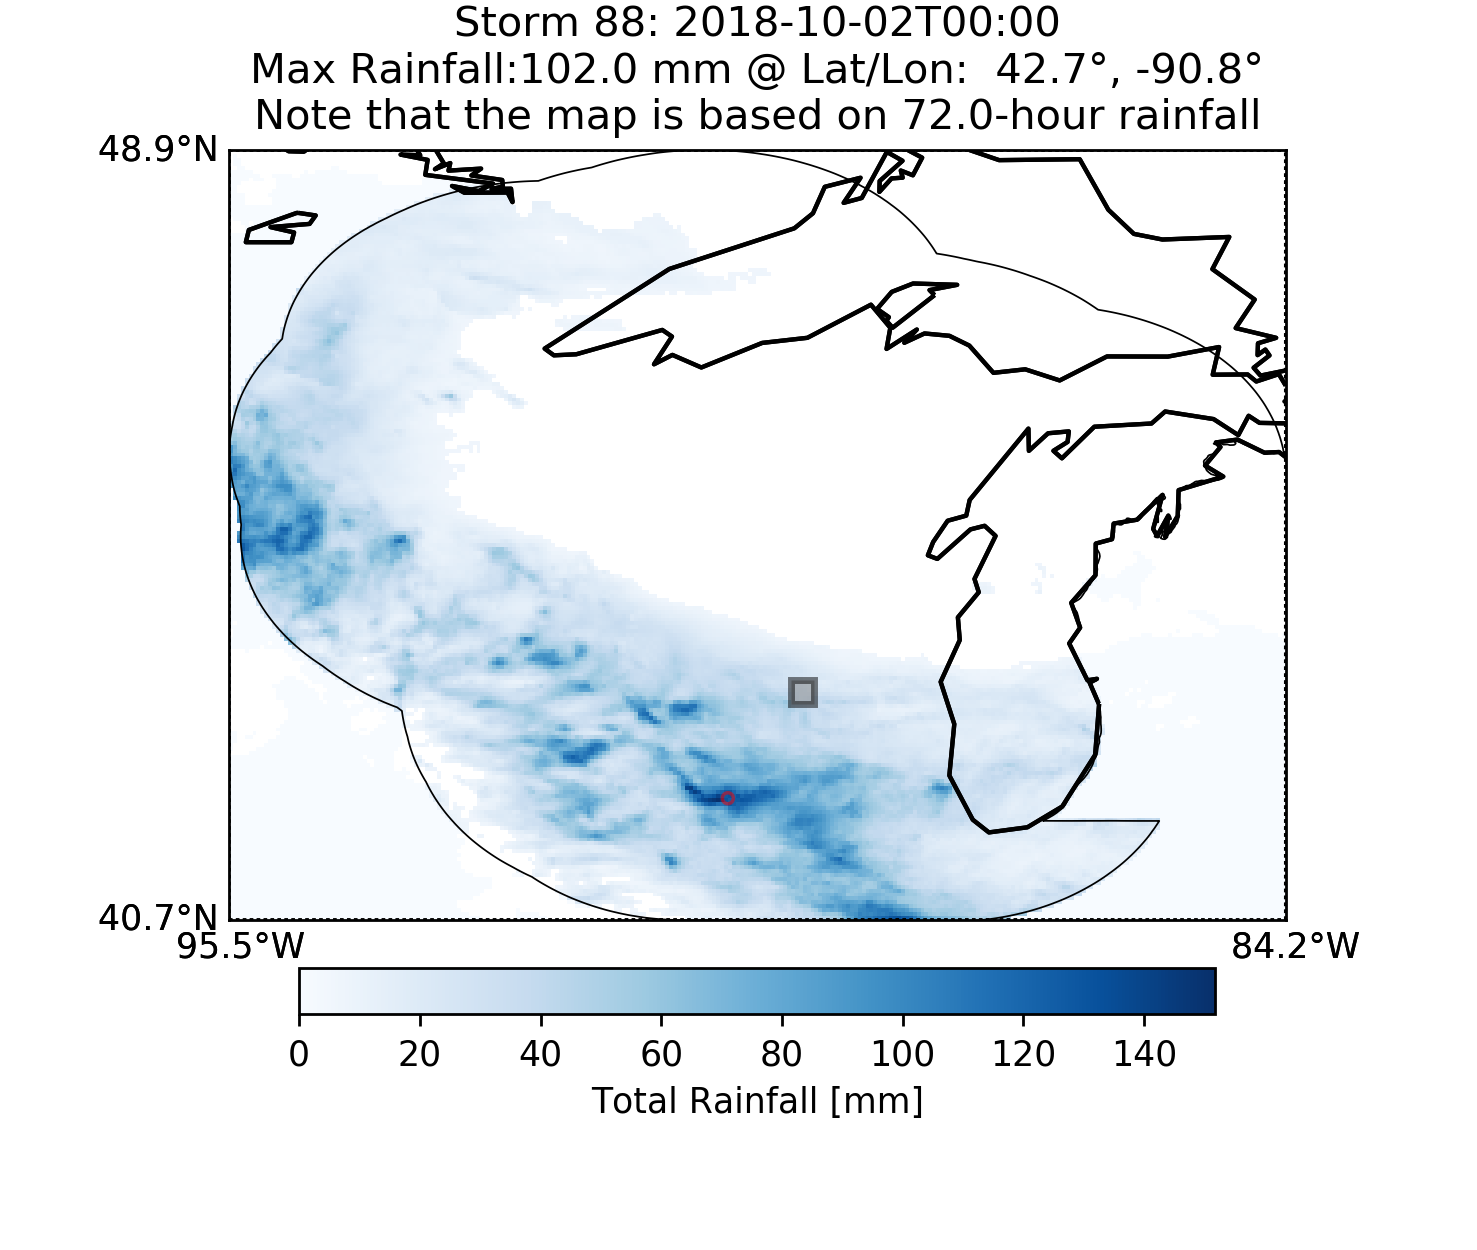 Storm 88: 2018-10-02T00:00
Max Rainfall:102.0 mm @ Lat/Lon:  42.7°, -90.8°
Note that the map is based on 72.0-hour rainfall
48.9°N
40.7°N
95.5°W 84.2°W
0 20 40 60 80 100 120 140
Total Rainfall [mm]